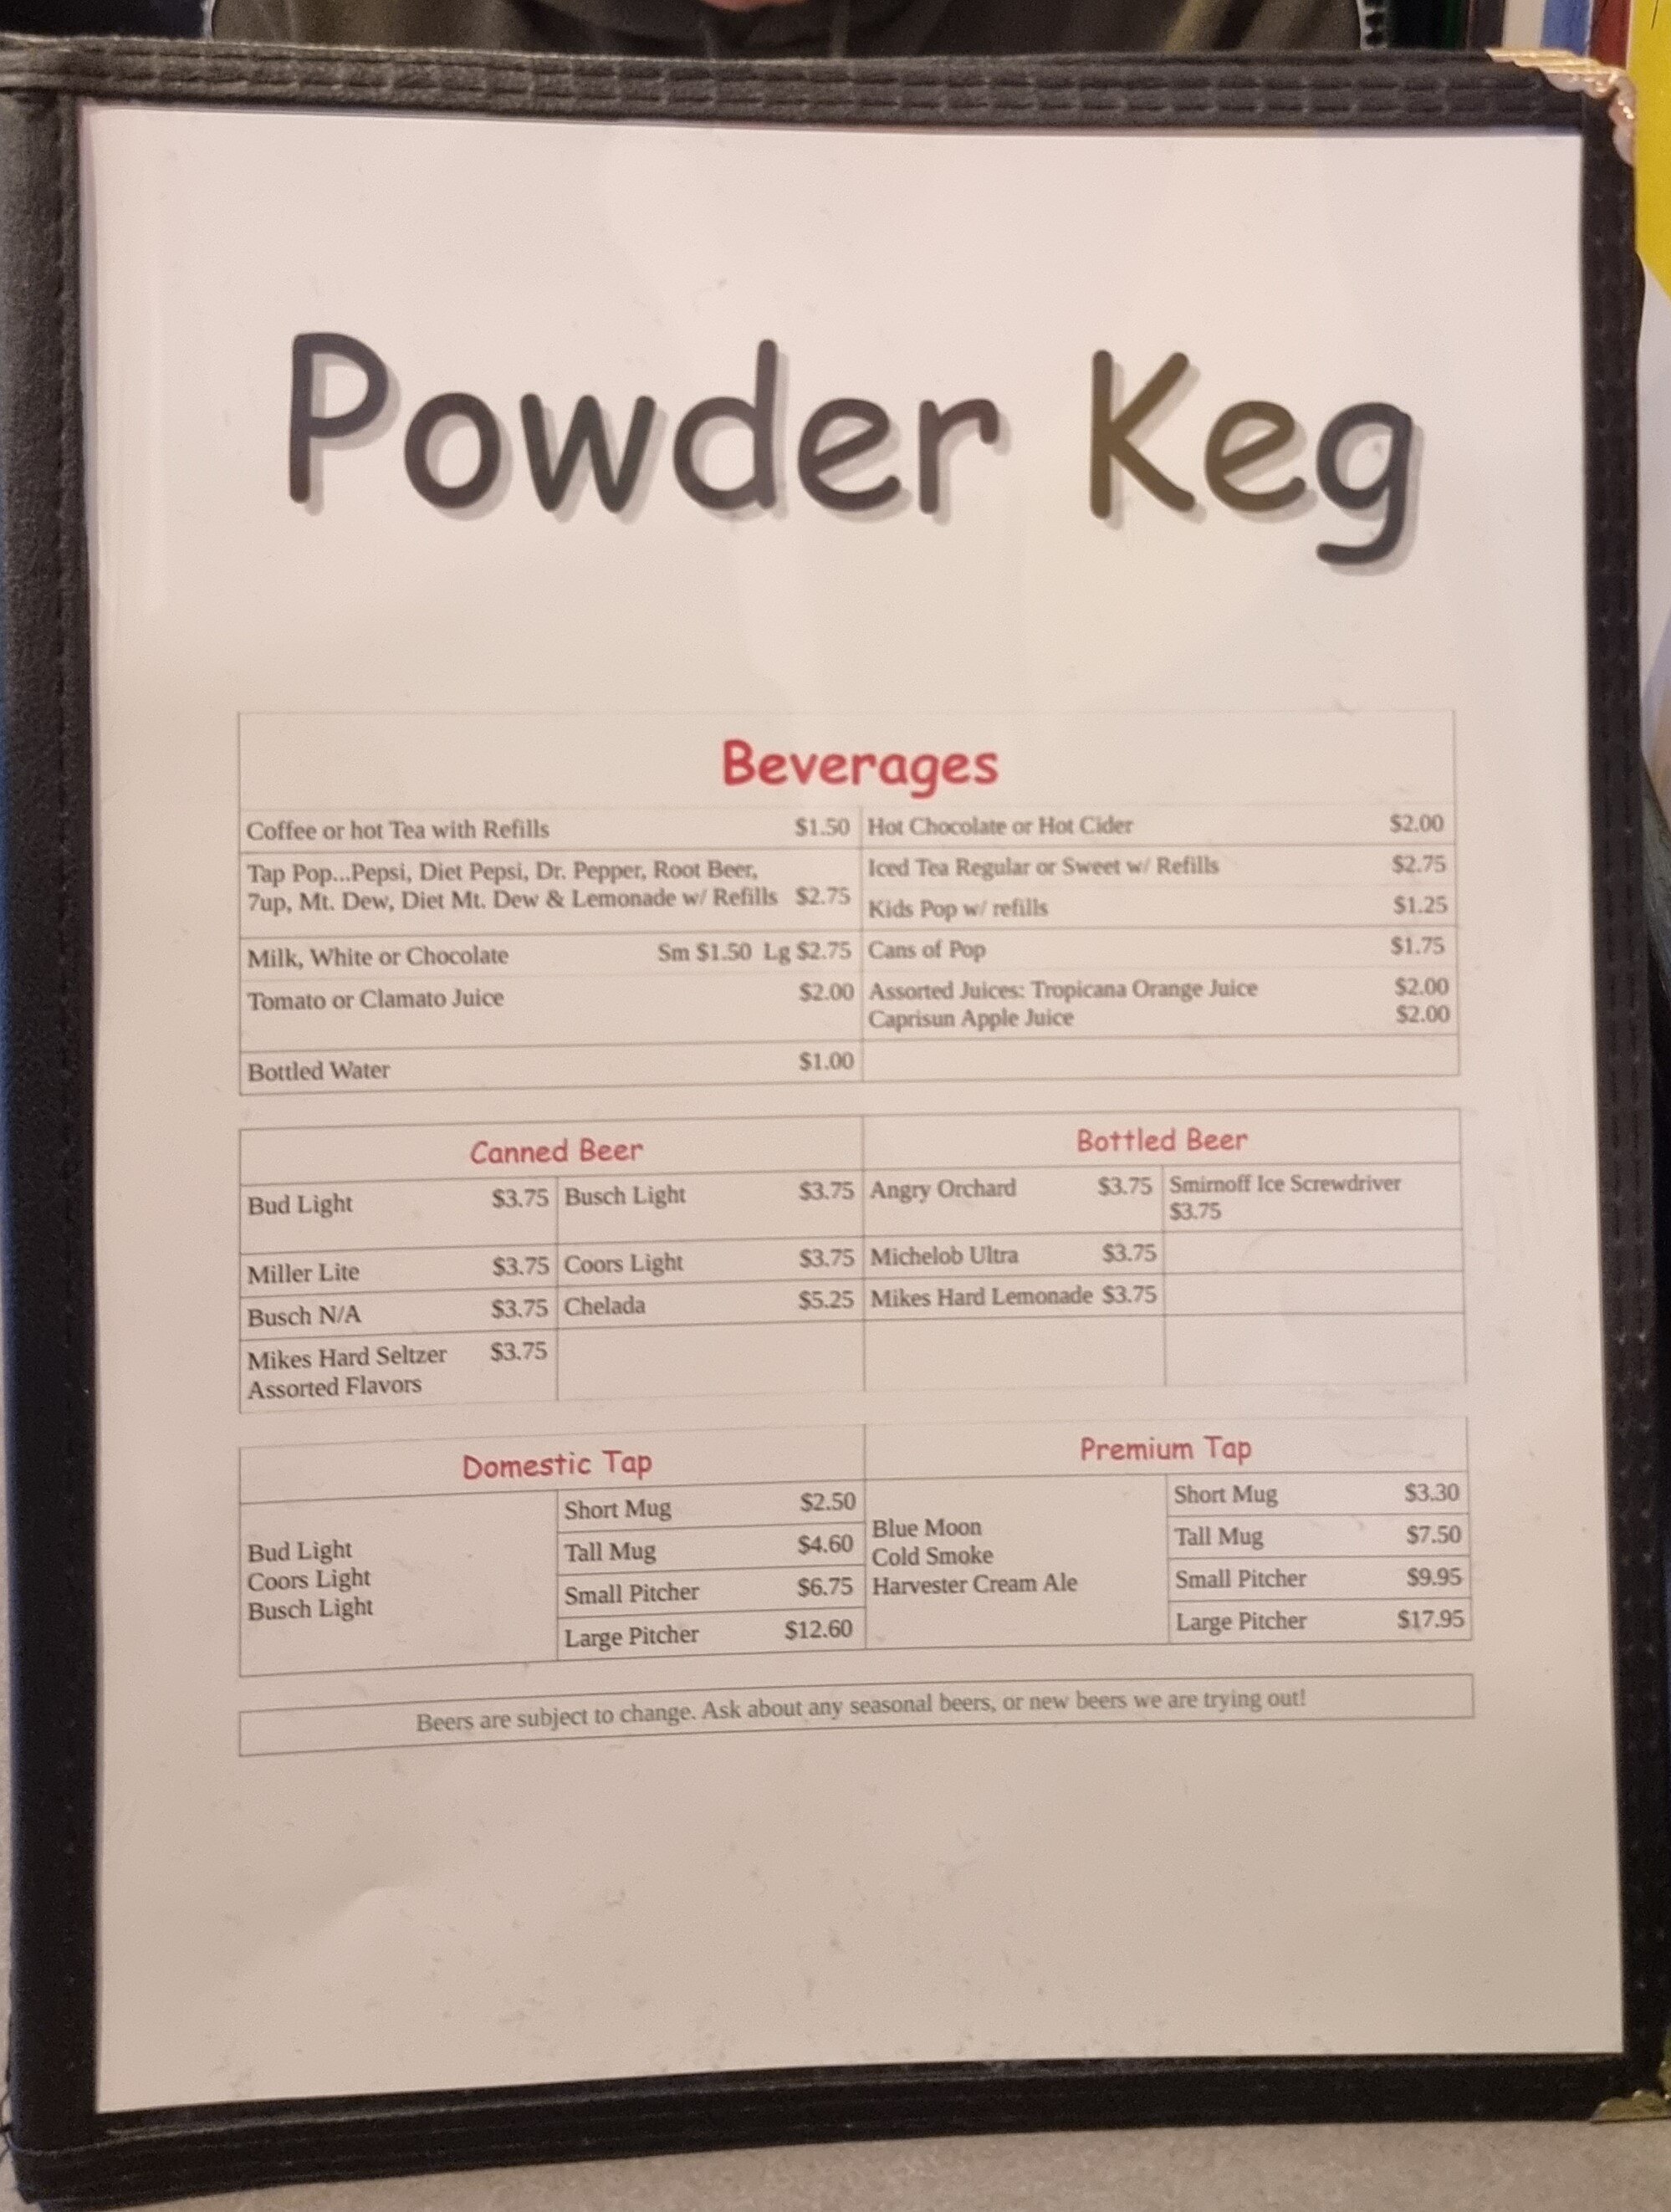 Powder Keg
Beverages
Coffee or hot Tea with Refills $1.50 Hot Chocolate or Hot Cider $2.00
Tap Pop...Pepsi, Diet Pepsi, Dr. Pepper, Root Beer,
7up, Mt. Dew, Diet Mt. Dew & Lemonade w/ Refills $2.75
Iced Tea Regular or Sweet w/ Refills $2.75
Kids Pop w/ refills $1.25
Milk, White or Chocolate Sm $1.50 Lg $2.75 Cans of Pop $1.75
Tomato or Clamato Juice $2.00 Assorted Juices: Tropicana Orange Juice $2.00
Caprisun Apple Juice $2.00
Bottled Water $1.00
Canned Beer Bottled Beer
Bud Light $3.75 Busch Light $3.75 Angry Orchard $3.75 Smirnoff Ice Screwdriver
$3.75
Miller Lite $3.75 Coors Light $3.75 Michelob Ultra $3.75
Busch N/A $3.75 Chelada $5.25 Mikes Hard Lemonade $3.75
Mikes Hard Seltzer $3.75
Assorted Flavors
Domestic Tap
Bud Light
Coors Light
Busch Light
Short Mug $2.50
Tall Mug $4.60
Small Pitcher $6.75
Large Pitcher $12.60
Premium Tap
Blue Moon
Cold Smoke
Harvester Cream Ale
Short Mug $3.30
Tall Mug $7.50
Small Pitcher $9.95
Large Pitcher $17.95
Beers are subject to change. Ask about any seasonal beers, or new beers we are trying out!